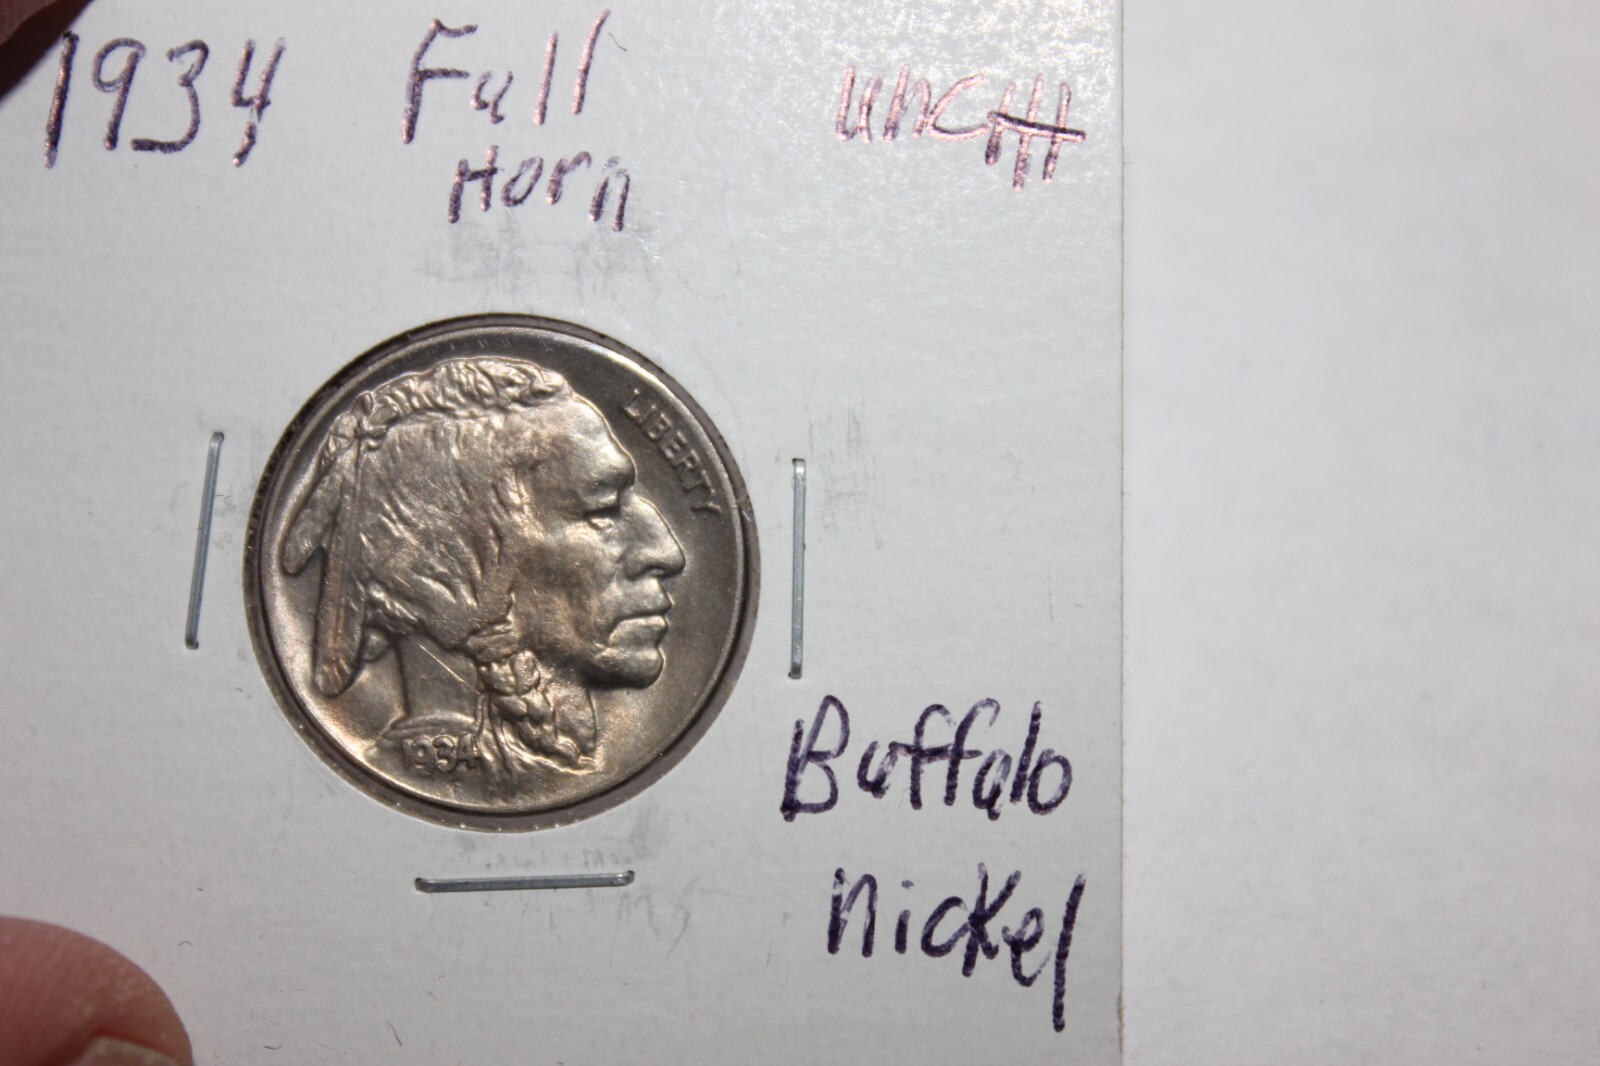 1934 Full unc+++
Horn
LIBERTY
1934
Buffalo
nickel